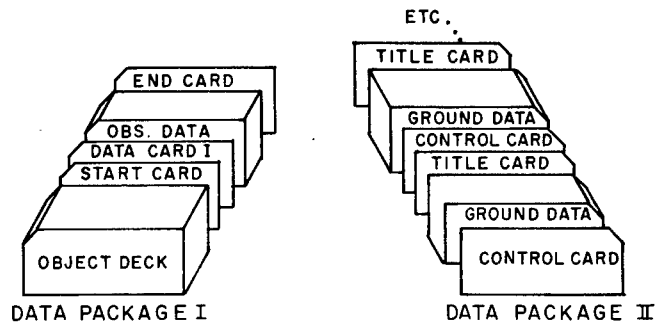 END CARD
OBS. DATA
DATA CARD I
START CARD
OBJECT DECK
DATA PACKAGE I
ETC.
TITLE CARD
GROUND DATA
CONTROL CARD
TITLE CARD
GROUND DATA
CONTROL CARD
DATA PACKAGE II